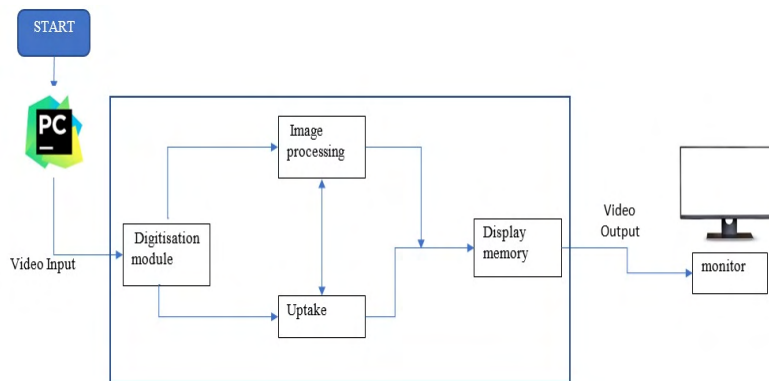 START
PC
Video Input
Digitisation
module
Image
processing
Uptake
Display
memory
Video
Output
monitor